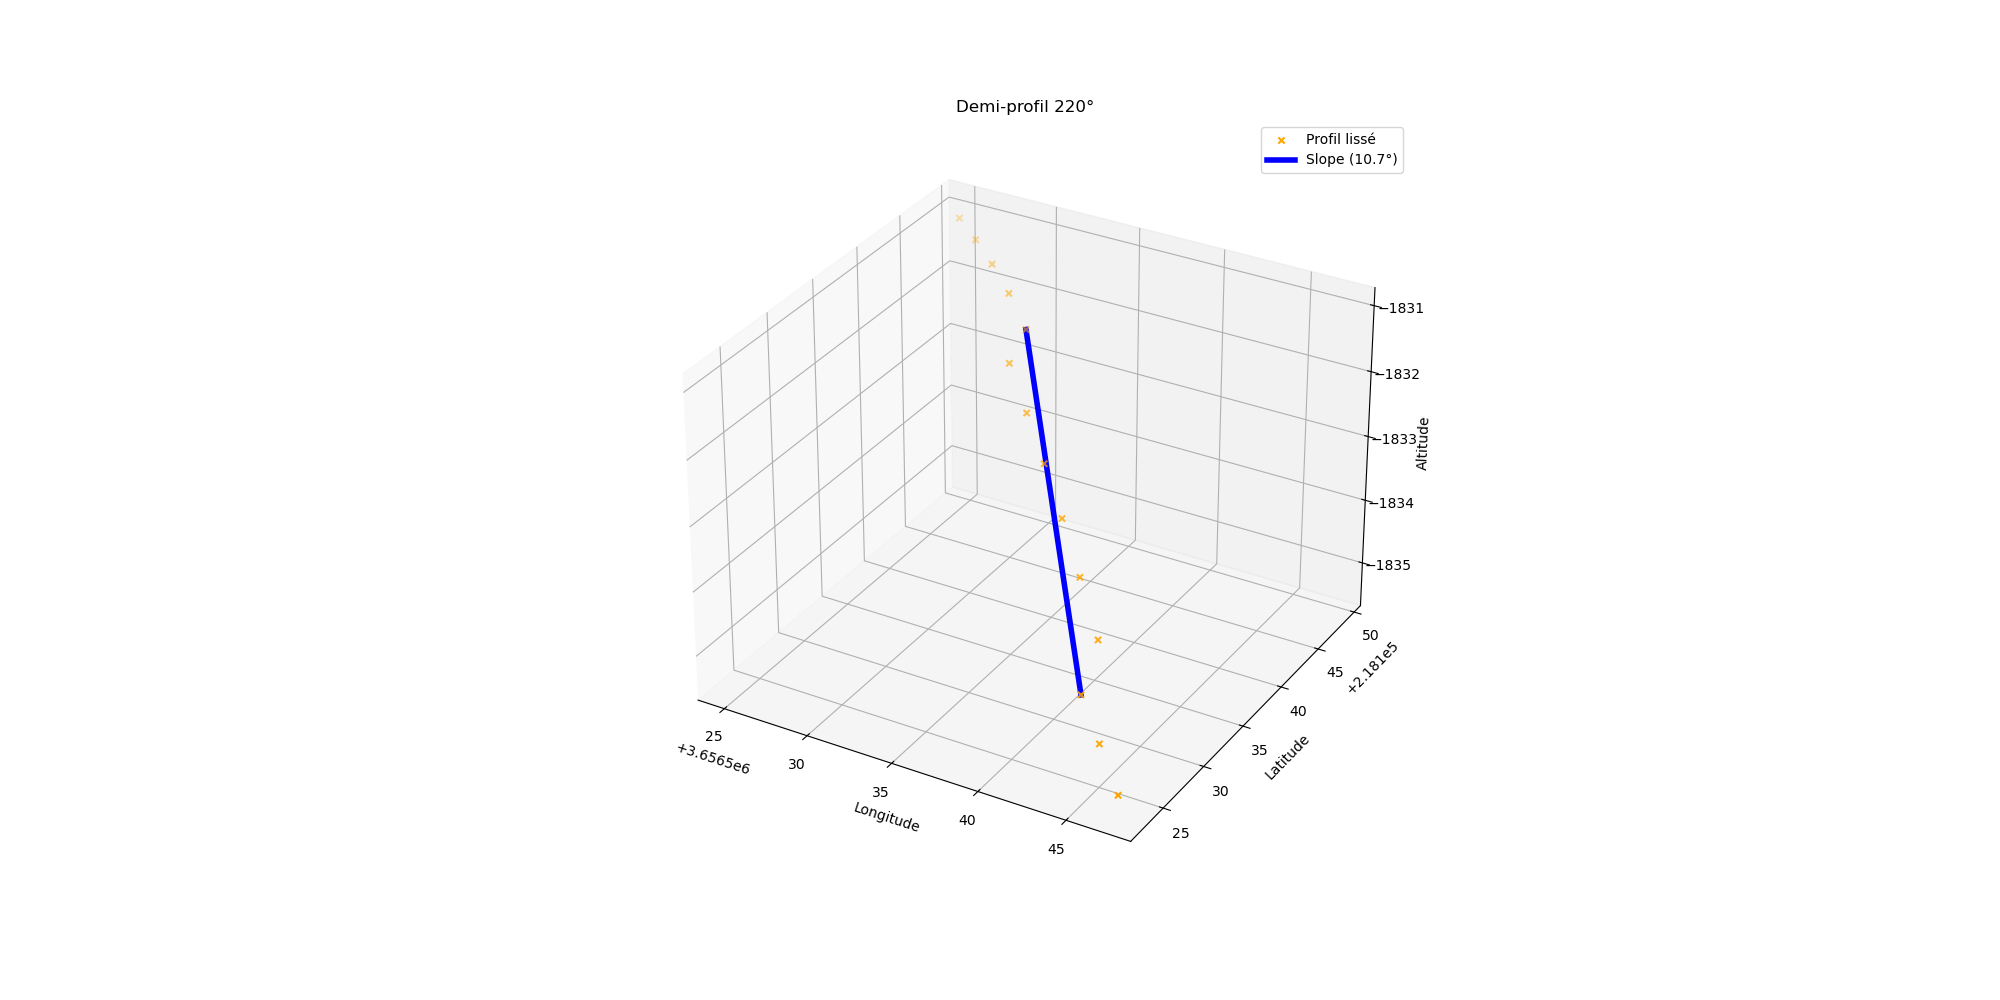 Demi-profil 220°
Profil lissé
Slope (10.7°)
−1831
−1832
−1833
−1834
−1835
Altitude
50
45
40
35
30
25
+2.181e5
Latitude
25
30
35
40
45
+3.6565e6
Longitude